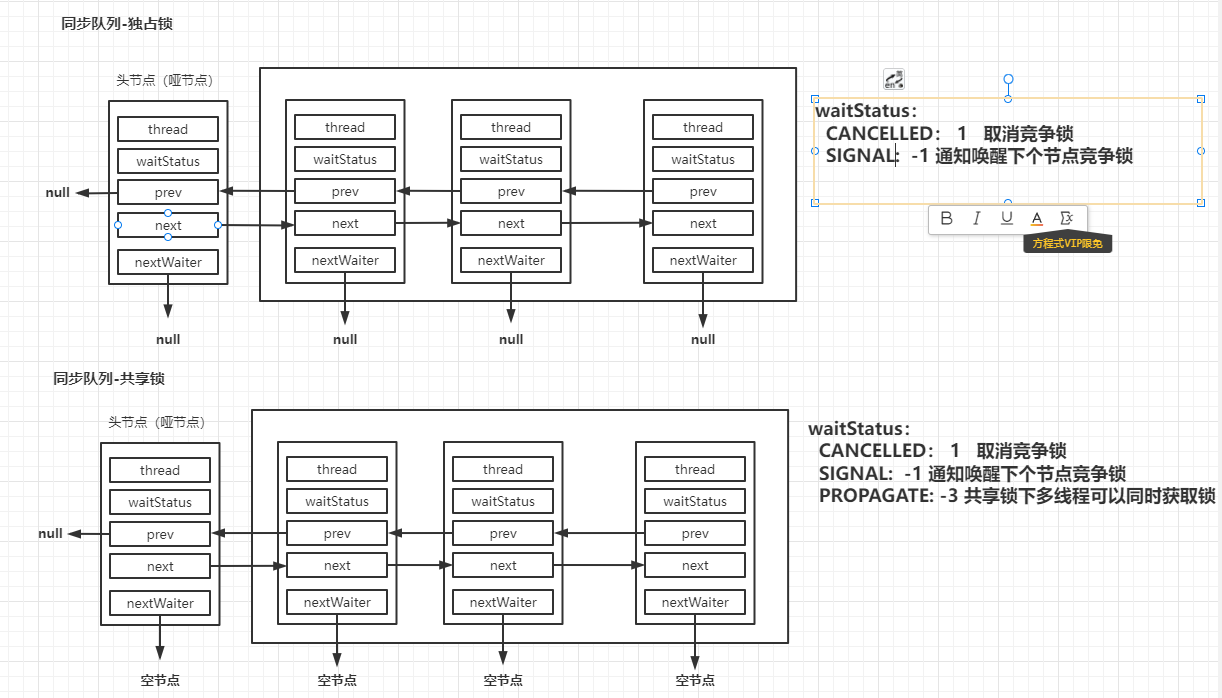 同步队列-独占锁
头节点（哑节点）
thread
waitStatus
prev
next
nextWaiter
null
null
thread
waitStatus
prev
next
nextWaiter
null
thread
waitStatus
prev
next
nextWaiter
null
thread
waitStatus
prev
next
nextWaiter
null
waitStatus：
CANCELLED： 1 取消竞争锁
SIGNAL: -1 通知唤醒下个节点竞争锁
B I U A
方程式VIP限免
同步队列-共享锁
头节点（哑节点）
thread
waitStatus
prev
next
nextWaiter
null
空节点
thread
waitStatus
prev
next
nextWaiter
空节点
thread
waitStatus
prev
next
nextWaiter
空节点
thread
waitStatus
prev
next
nextWaiter
空节点
waitStatus：
CANCELLED： 1 取消竞争锁
SIGNAL: -1 通知唤醒下个节点竞争锁
PROPAGATE: -3 共享锁下多线程可以同时获取锁